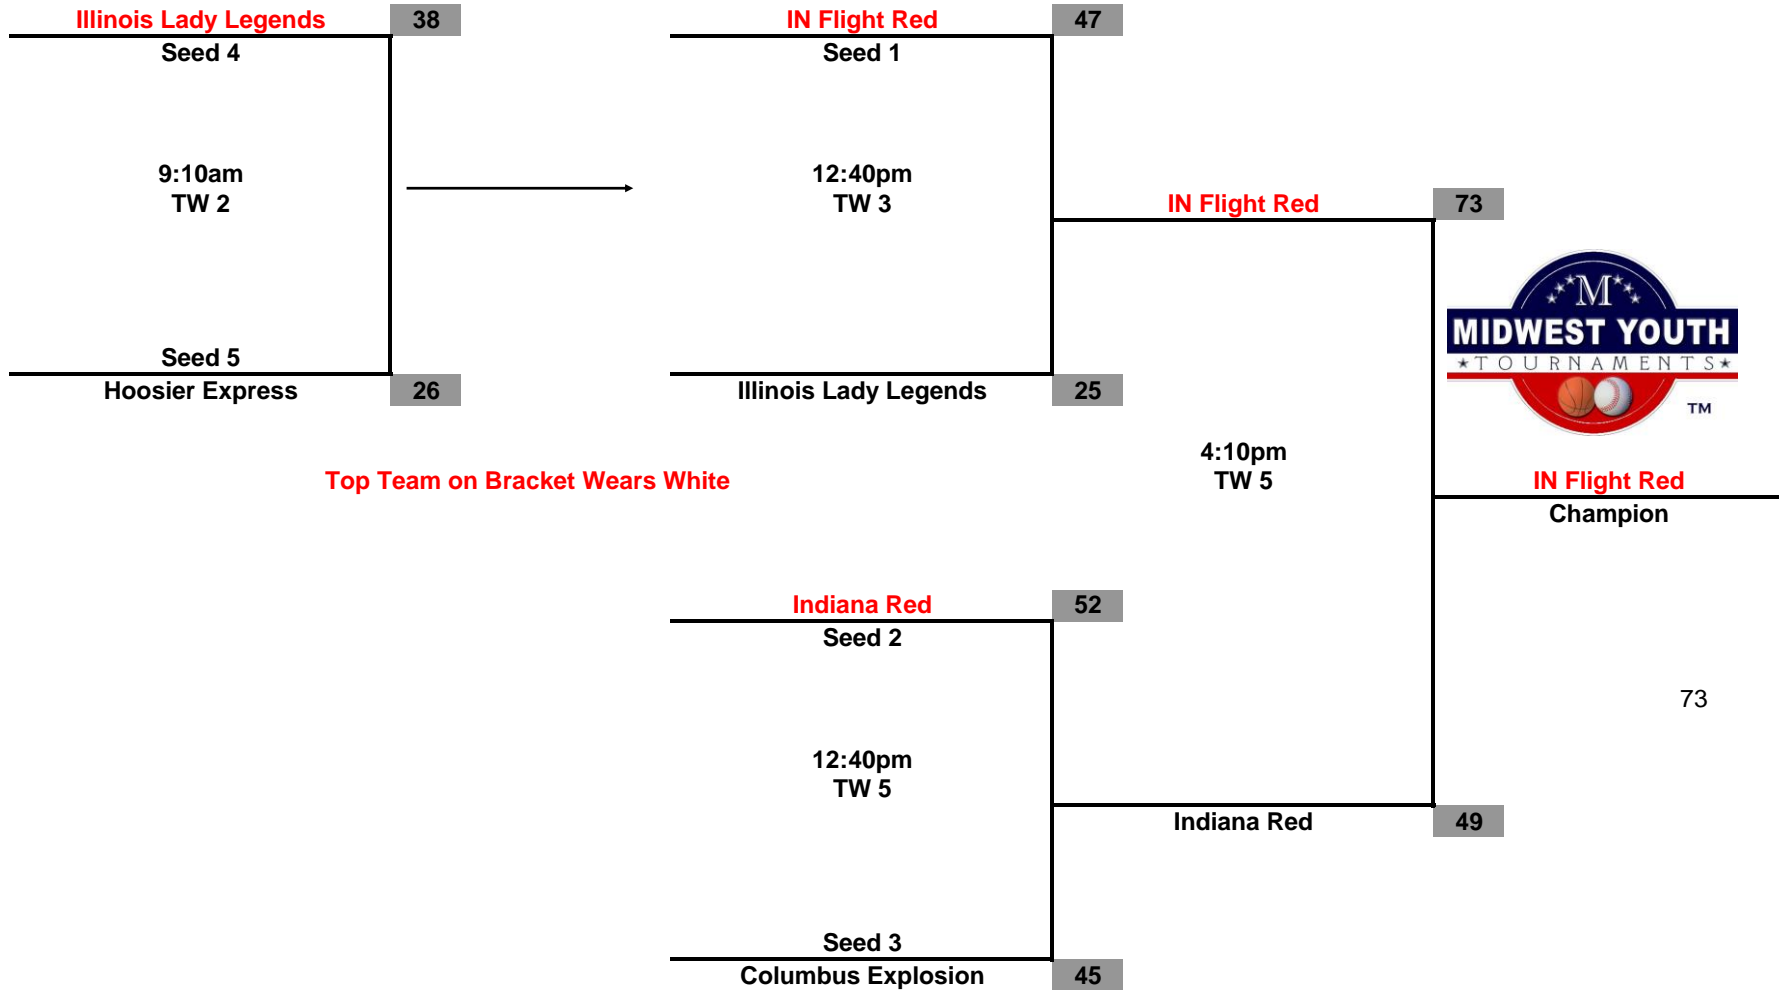 Illinois Lady Legends 38
Seed 4
9:10am
TW 2
Seed 5
Hoosier Express 26
IN Flight Red 47
Seed 1
12:40pm
TW 3
Illinois Lady Legends 25
Top Team on Bracket Wears White
Indiana Red 52
Seed 2
12:40pm
TW 5
Seed 3
Columbus Explosion 45
IN Flight Red 73
4:10pm
TW 5
Indiana Red 49
M
MIDWEST YOUTH
TOURNAMENTS
TM
IN Flight Red
Champion
73